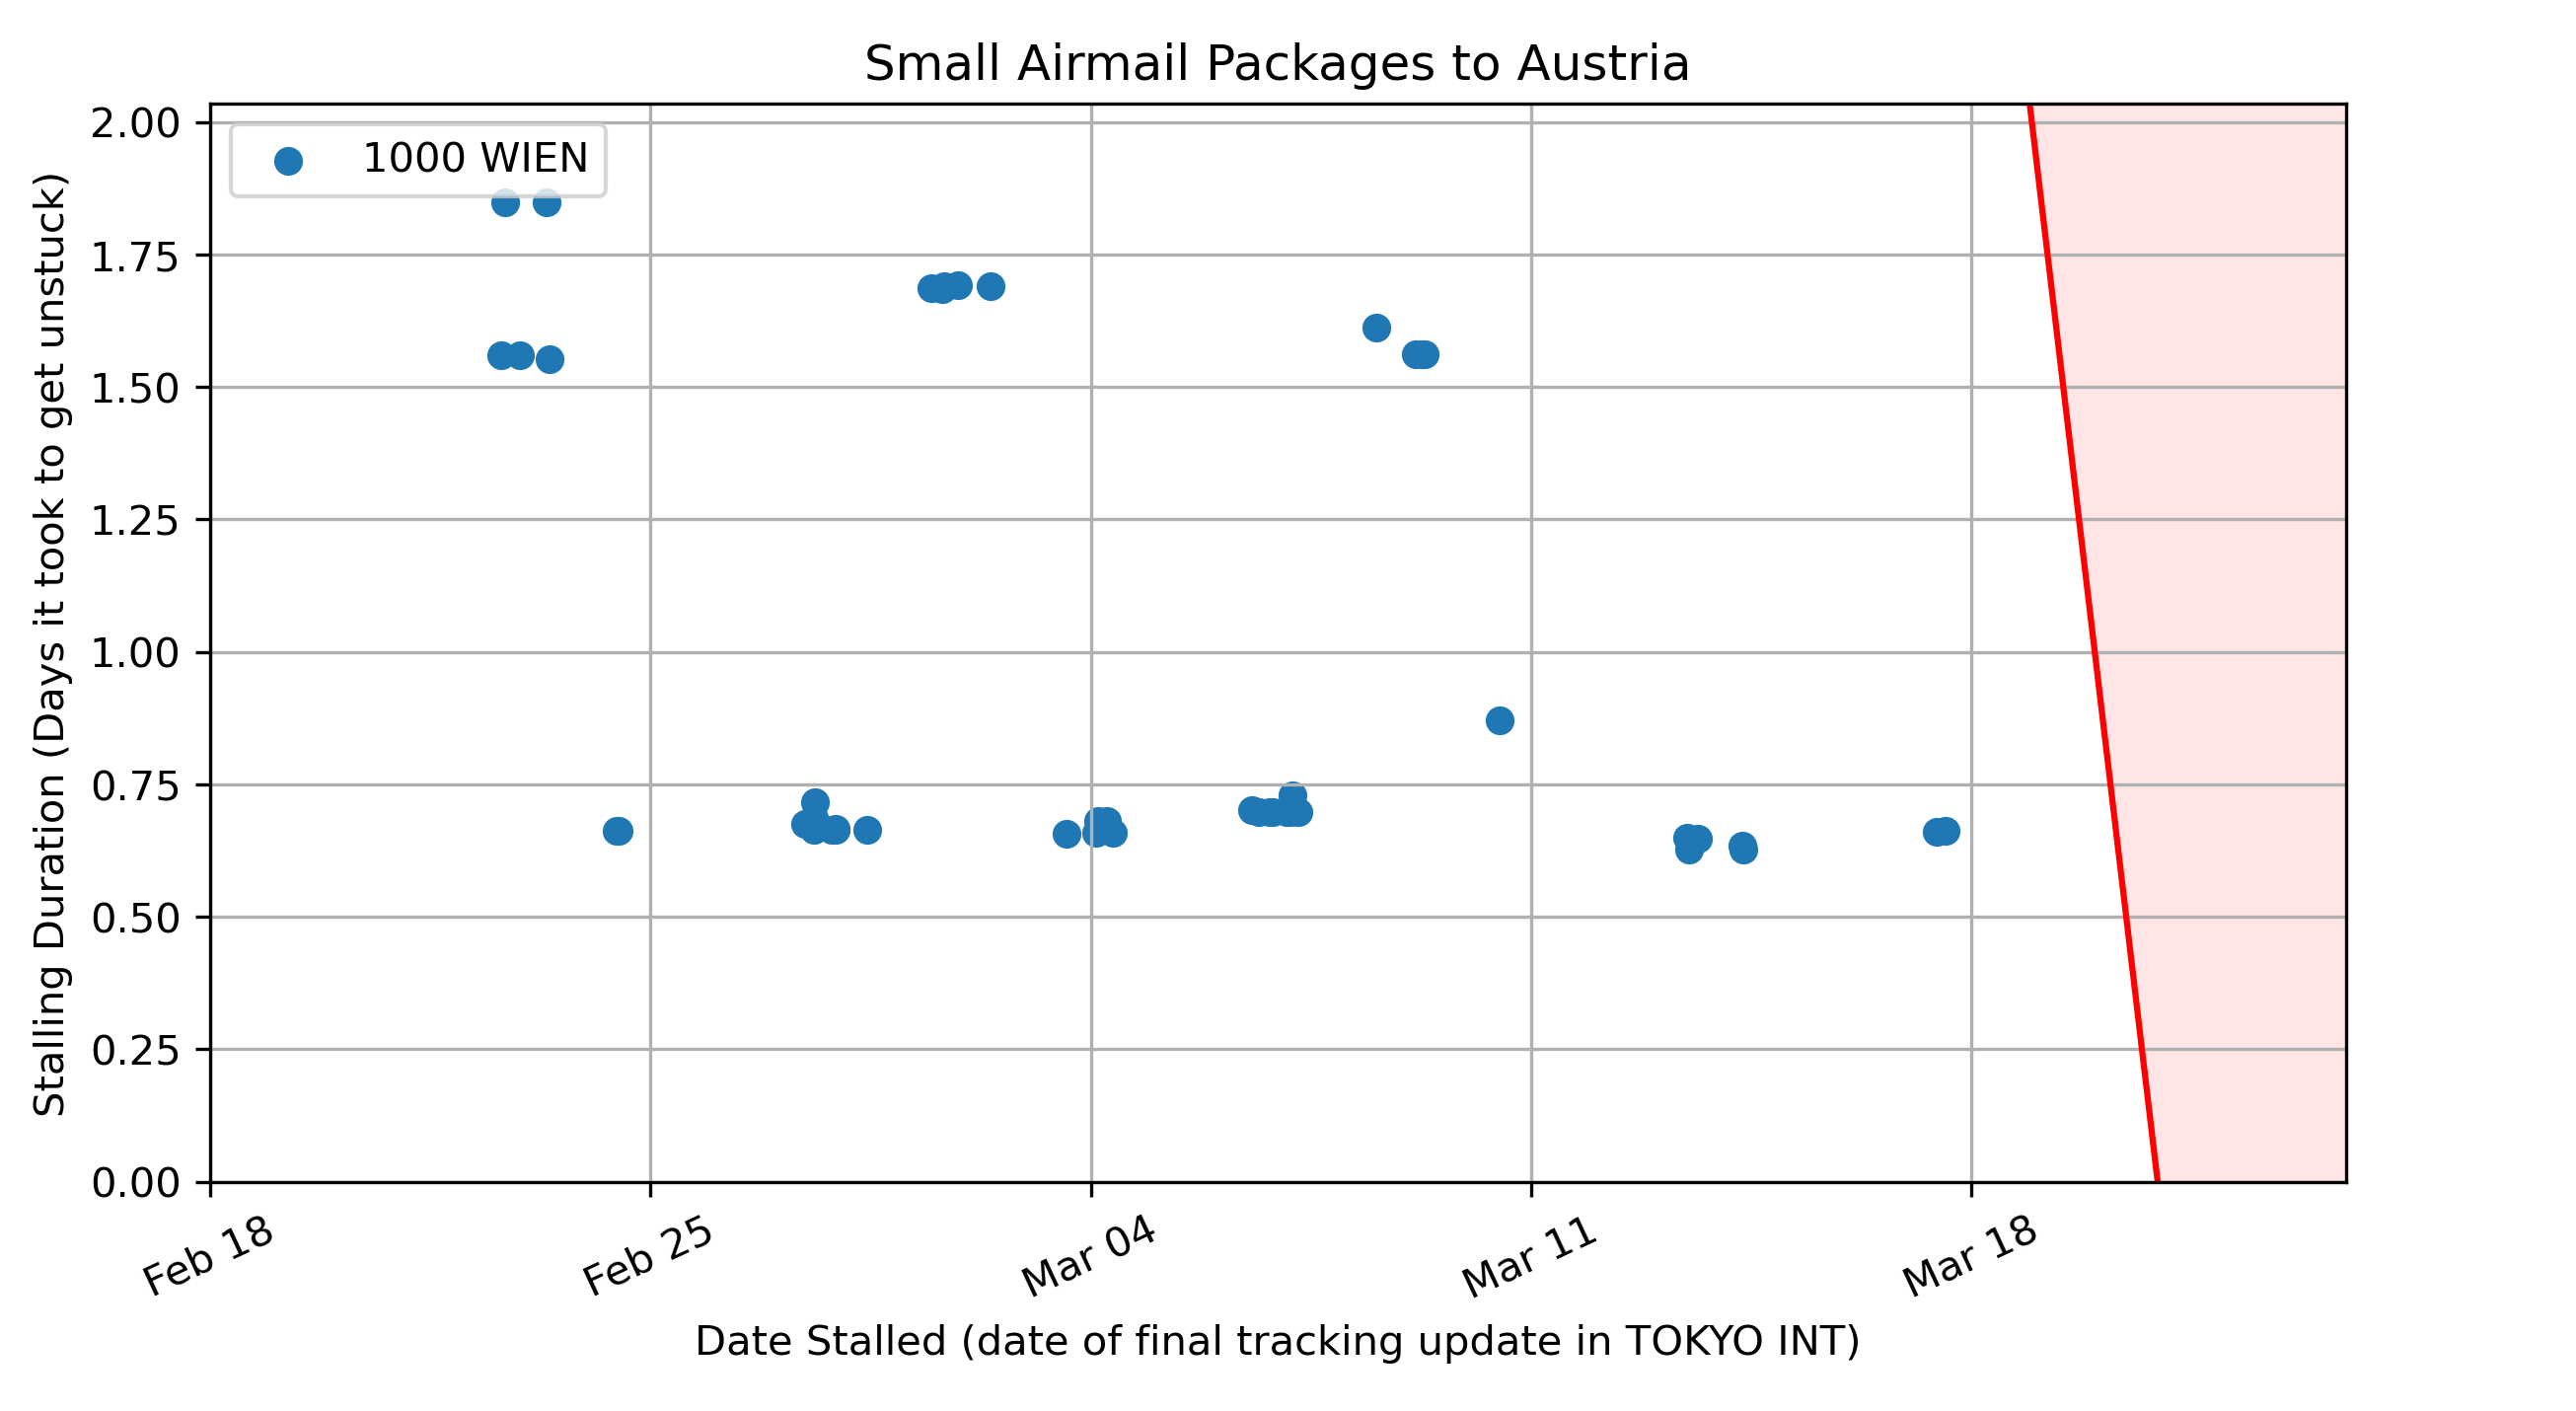 Small Airmail Packages to Austria
1000 WIEN
Stalling Duration (Days it took to get unstuck)
2.00
1.75
1.50
1.25
1.00
0.75
0.50
0.25
0.00
Feb 18
Feb 25
Mar 04
Mar 11
Mar 18
Date Stalled (date of final tracking update in TOKYO INT)